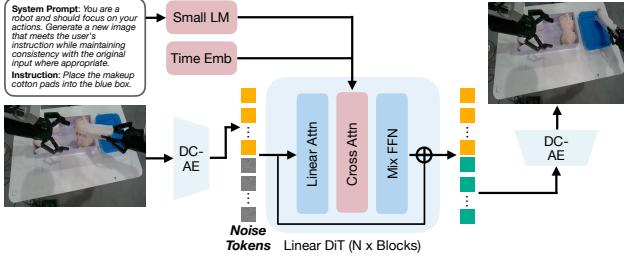 System Prompt: You are a
robot and should focus on your
actions. Generate a new image
that meets the user's
instruction while maintaining
consistency with the original
input where appropriate.
Instruction: Place the makeup
cotton pads into the blue box.
Small LM
Time Emb
DC-
AE
Linear Attn
Cross Attn
Mix FFN
DC-
AE
Noise
Tokens
Linear DiT (N x Blocks)